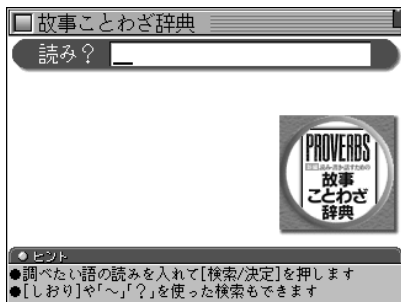 故事ことわざ辞典
読み？
PROVERBS
故事
ことわざ
辞典
ヒント
●調べたい語の読みを入れて[検索/決定]を押します
●[しおり]や「～」「？」を使った検索もできます